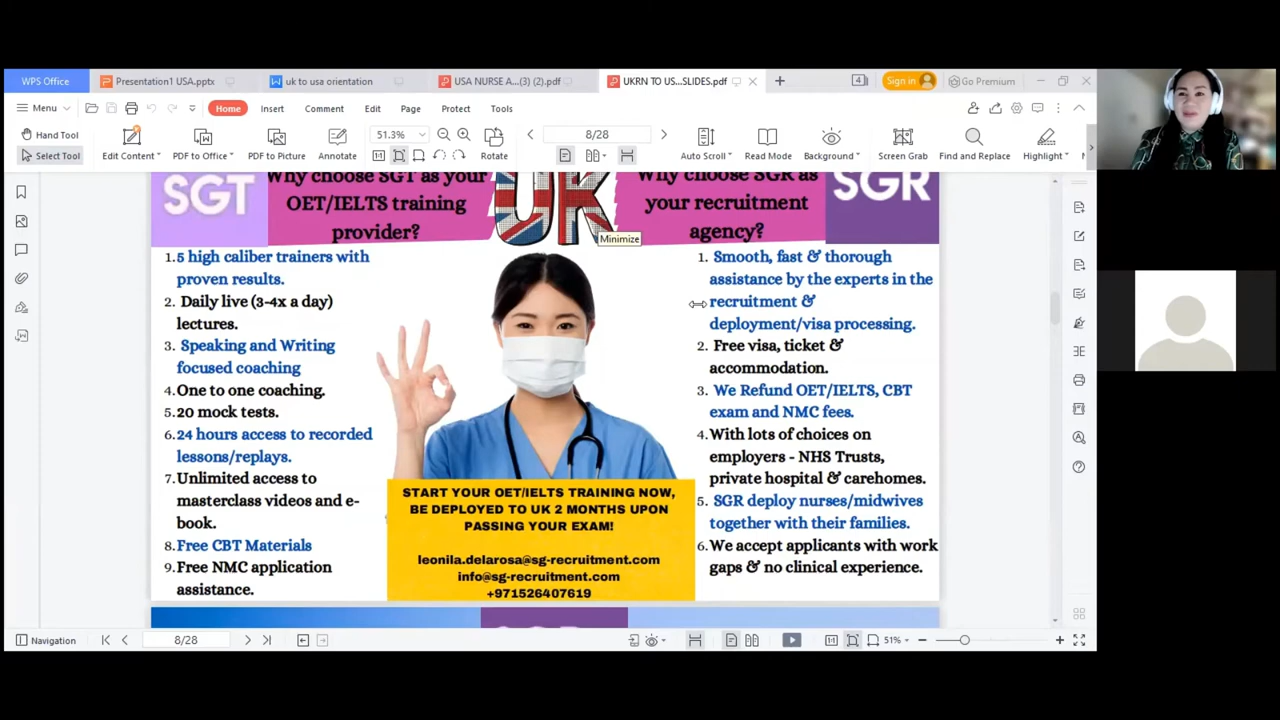 WPS Office
Presentation1 USA.pptx
uk to usa orientation
USA NURSE A...(3) (2).pdf
UKRN TO US...SLIDES.pdf
4
Sign in
Go Premium
Menu
Home
Insert
Comment
Edit
Page
Protect
Tools
Hand Tool
Select Tool
Edit Content
PDF to Office
PDF to Picture
Annotate
51.3%
8/28
Rotate
Auto Scroll
Read Mode
Background
Screen Grab
Find and Replace
Highlight
SGT
Why choose SGT as your
OET/IELTS training
provider?
UK
Minimize
Why choose SGR as
your recruitment
agency?
SGR
1. 5 high caliber trainers with
proven results.
2. Daily live (3-4x a day)
lectures.
3. Speaking and Writing
focused coaching
4. One to one coaching.
5. 20 mock tests.
6. 24 hours access to recorded
lessons/replays.
7. Unlimited access to
masterclass videos and e-
book.
8. Free CBT Materials
9. Free NMC application
assistance.
START YOUR OET/IELTS TRAINING NOW,
BE DEPLOYED TO UK 2 MONTHS UPON
PASSING YOUR EXAM!
leonila.delarosa@sg-recruitment.com
info@sg-recruitment.com
+971526407619
1. Smooth, fast & thorough
assistance by the experts in the
recruitment &
deployment/visa processing.
2. Free visa, ticket &
accommodation.
3. We Refund OET/IELTS, CBT
exam and NMC fees.
4. With lots of choices on
employers - NHS Trusts,
private hospital & carehomes.
5. SGR deploy nurses/midwives
together with their families.
6. We accept applicants with work
gaps & no clinical experience.
Navigation
8/28
51%